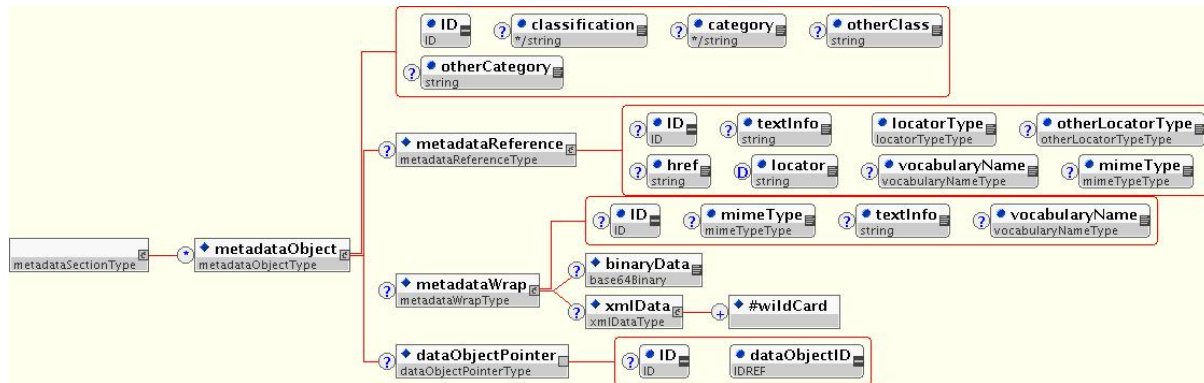 ID classification category otherClass
ID */string */string string
otherCategory
string
ID textInfo locatorType otherLocatorType
ID string locatorTypeType otherLocatorTypeType
metadataReference
metadataReferenceType
href locator vocabularyName mimeType
string string vocabularyNameType mimeTypeType
ID mimeType textInfo vocabularyName
ID mimeTypeType string vocabularyNameType
metadataObject
metadataSectionType metadataObjectType
binaryData
base64Binary
metadataWrap
metadataWrapType
xmlData #wildCard
xmlDataType
dataObjectPointer ID dataObjectID
dataObjectPointerType ID IDREF